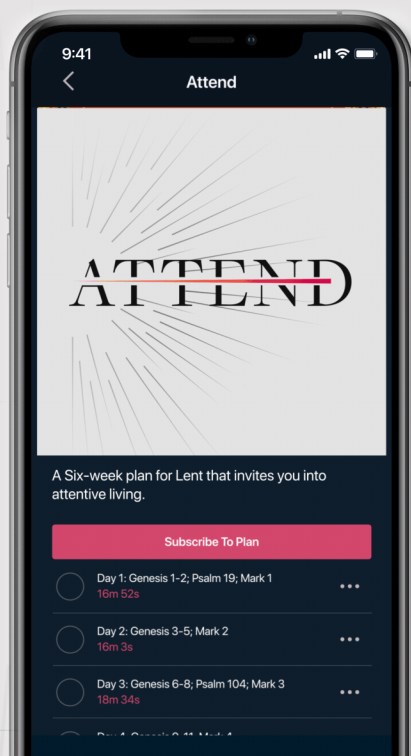 9:41
Attend
ATTEND
A Six-week plan for Lent that invites you into
attentive living.
Subscribe To Plan
Day 1: Genesis 1-2; Psalm 19; Mark 1
16m 52s
Day 2: Genesis 3-5; Mark 2
16m 3s
Day 3: Genesis 6-8; Psalm 104; Mark 3
18m 34s